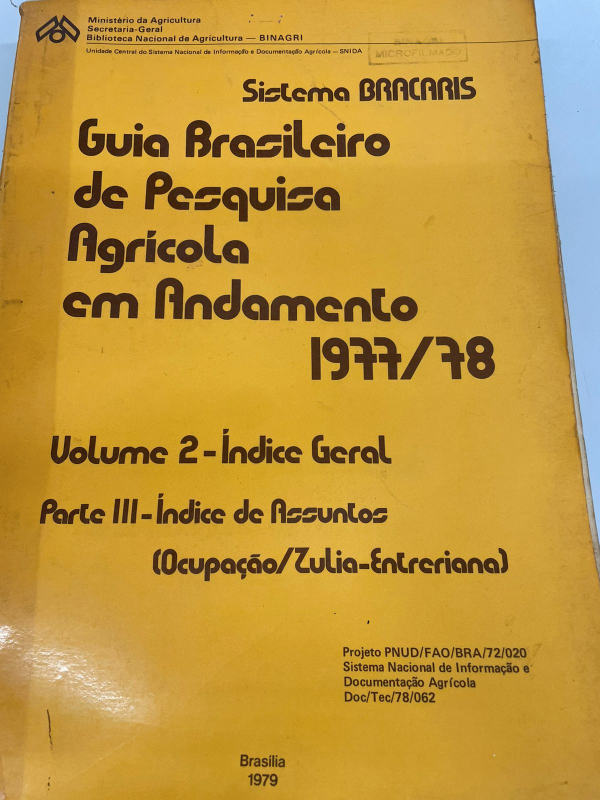 Ministério da Agricultura
Secretaria-Geral
Biblioteca Nacional de Agricultura — BINAGRI
Unidade Central do Sistema Nacional de Informação e Documentação Agrícola — SNIDA
BINAGRI
MICROFILMADO
Sistema BRACARIS
Guia Brasileiro
de Pesquisa
Agrícola
em Andamento
1977/78
Volume 2 - Índice Geral
Parte III - Índice de Assuntos
(Ocupação/Zulia-Entreriana)
Projeto PNUD/FAO/BRA/72/020
Sistema Nacional de Informação e
Documentação Agrícola
Doc/Tec/78/062
Brasília
1979